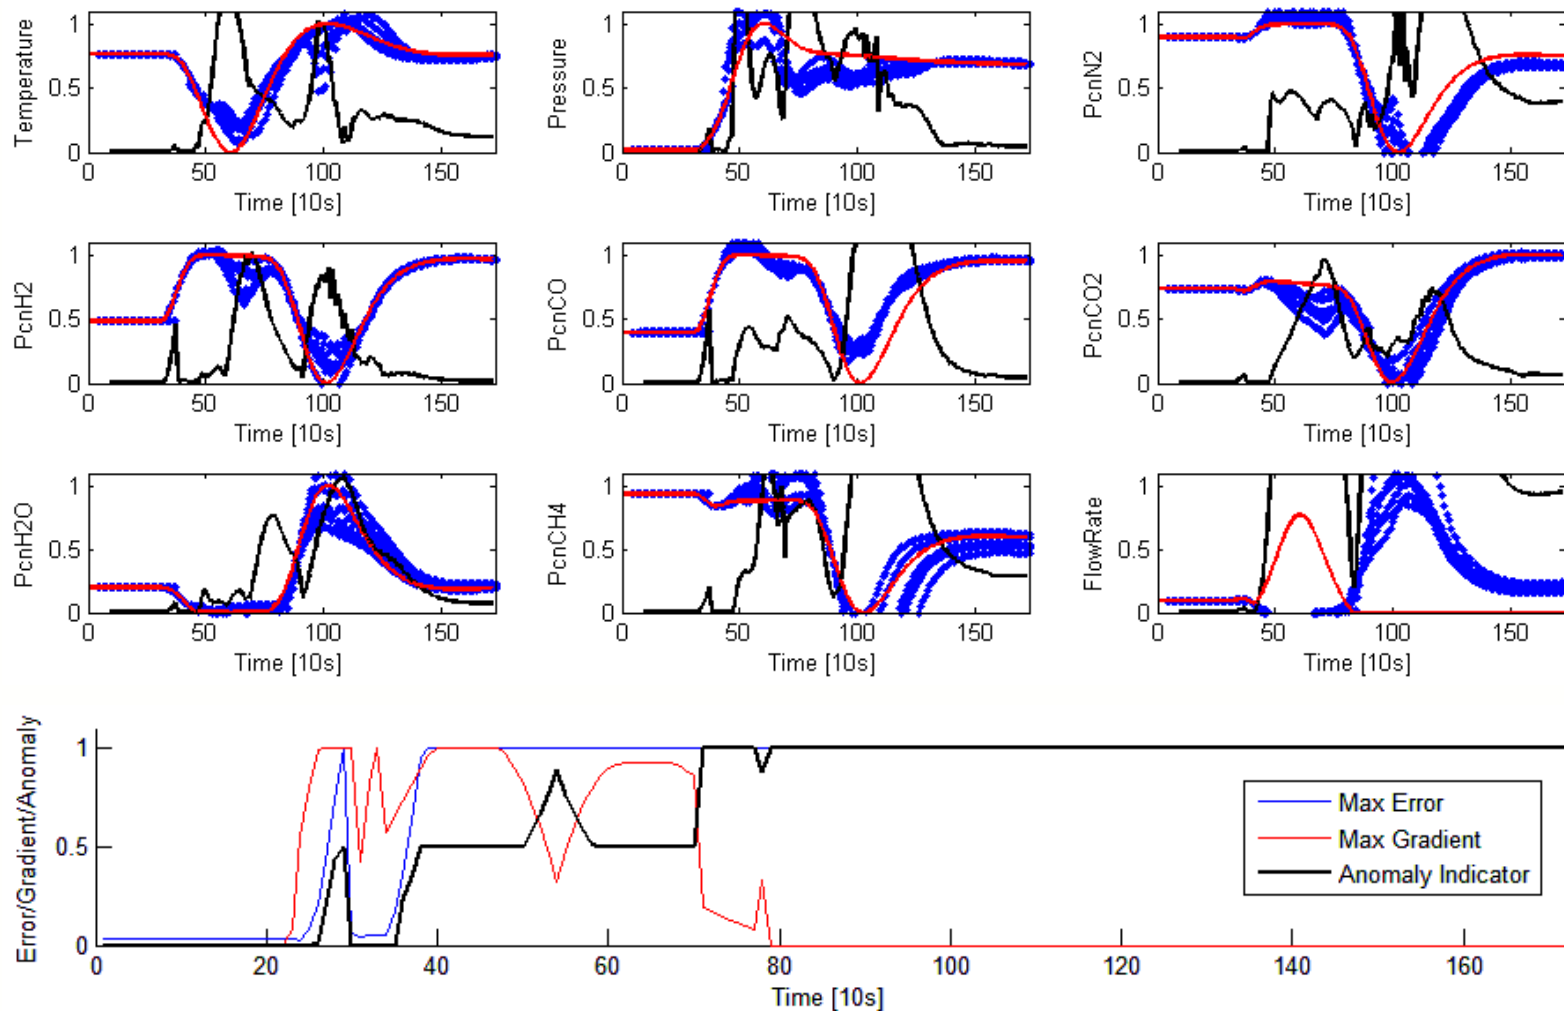 Temperature
1
0.5
0
0 50 100 150
Time [10s]
Pressure
1
0.5
0
0 50 100 150
Time [10s]
PcnN2
1
0.5
0
0 50 100 150
Time [10s]
PcnH2
1
0.5
0
0 50 100 150
Time [10s]
PcnCO
1
0.5
0
0 50 100 150
Time [10s]
PcnCO2
1
0.5
0
0 50 100 150
Time [10s]
PcnH2O
1
0.5
0
0 50 100 150
Time [10s]
PcnCH4
1
0.5
0
0 50 100 150
Time [10s]
FlowRate
1
0.5
0
0 50 100 150
Time [10s]
Error/Gradient/Anomaly
1
0.5
0
Max Error
Max Gradient
Anomaly Indicator
0 20 40 60 80 100 120 140 160
Time [10s]